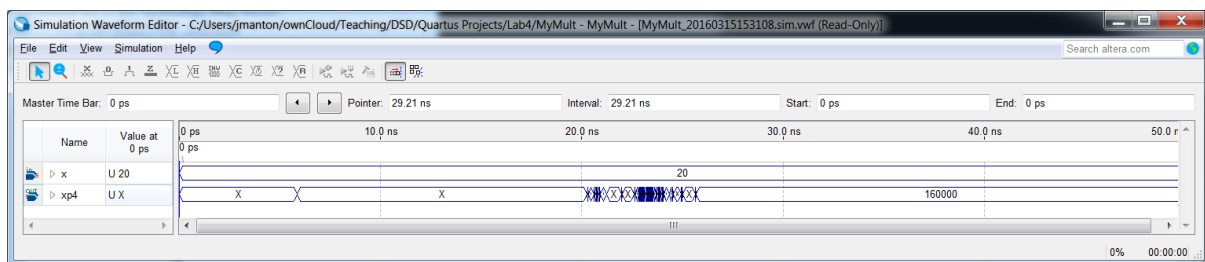 Simulation Waveform Editor - C:/Users/jmanton/ownCloud/Teaching/DSD/Quartus Projects/Lab4/MyMult - MyMult - [MyMult_20160315153108.sim.vwf (Read-Only)]
File Edit View Simulation Help Search altera.com
Master Time Bar: 0 ps Pointer: 29.21 ns Interval: 29.21 ns Start: 0 ps End: 0 ps
Name Value at 0 ps 0 ps 10.0 ns 20.0 ns 30.0 ns 40.0 ns 50.0 r
0 ps
x U 20 20
xp4 U X X X X X X 160000
0% 00:00:00